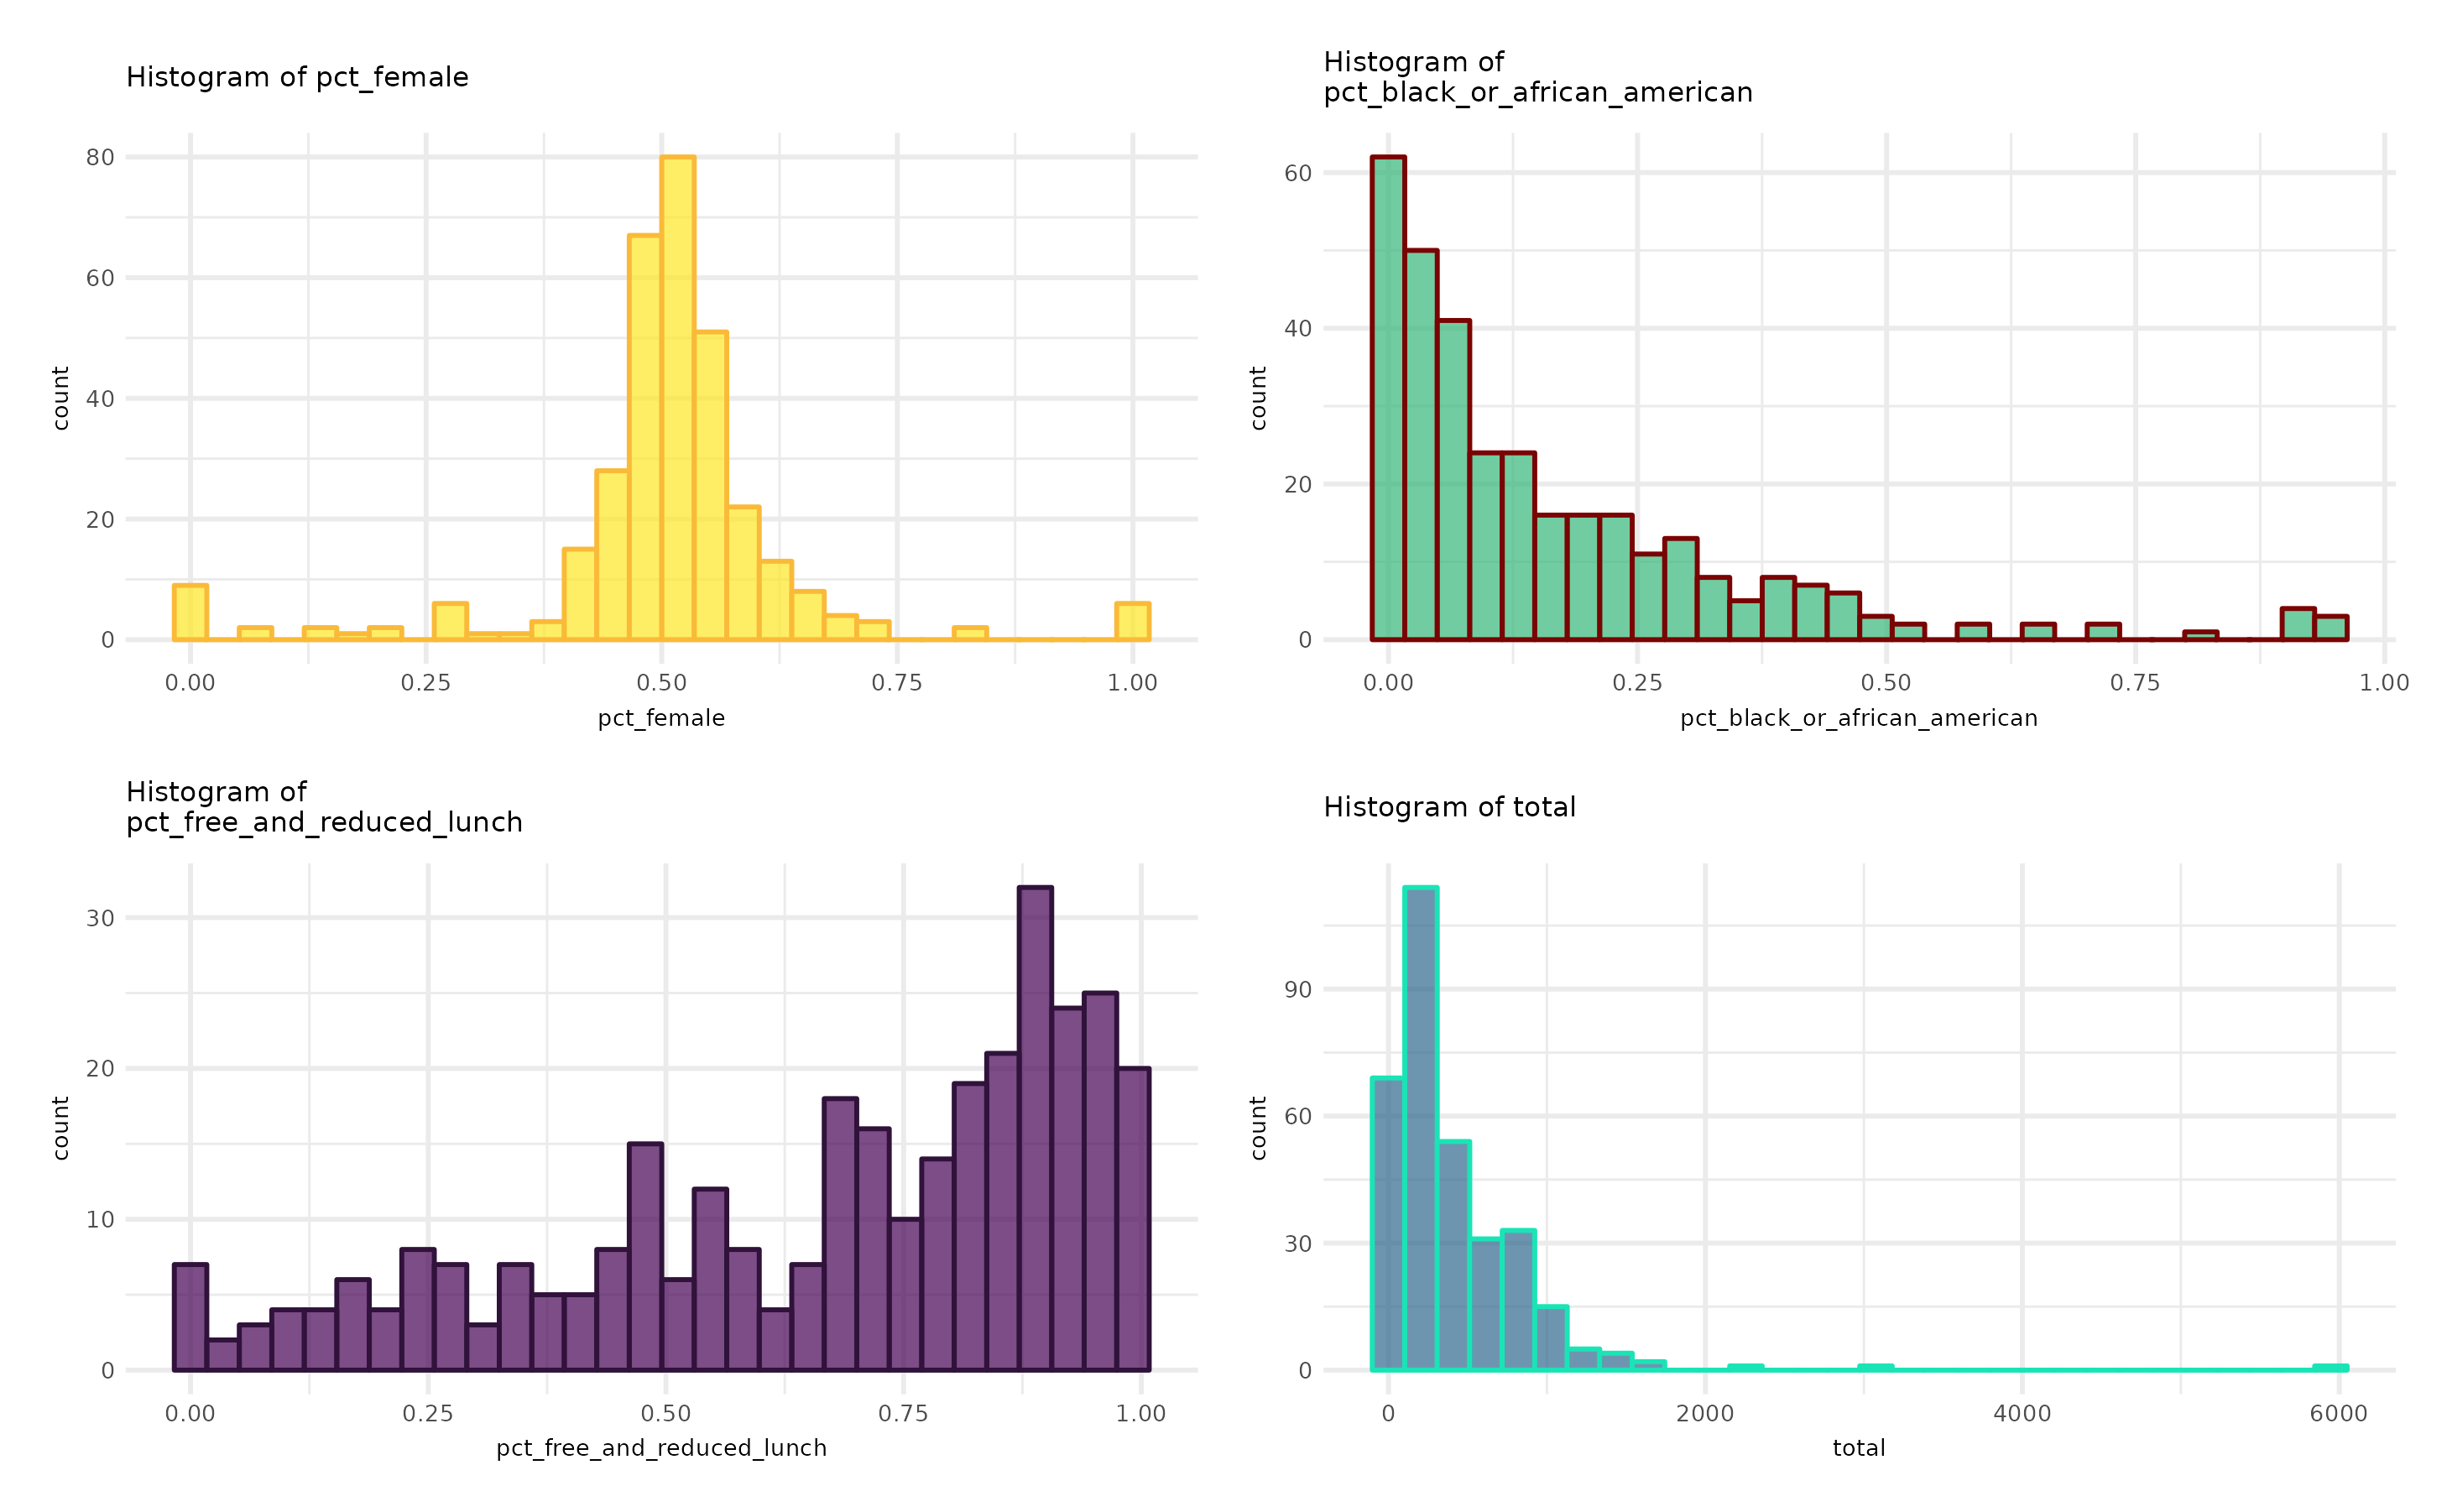 Histogram of pct_female
80
60
40
20
0
count
0.00 0.25 0.50 0.75 1.00
pct_female
Histogram of
pct_black_or_african_american
60
40
20
0
count
0.00 0.25 0.50 0.75 1.00
pct_black_or_african_american
Histogram of
pct_free_and_reduced_lunch
30
20
10
0
count
0.00 0.25 0.50 0.75 1.00
pct_free_and_reduced_lunch
Histogram of total
90
60
30
0
count
0 2000 4000 6000
total